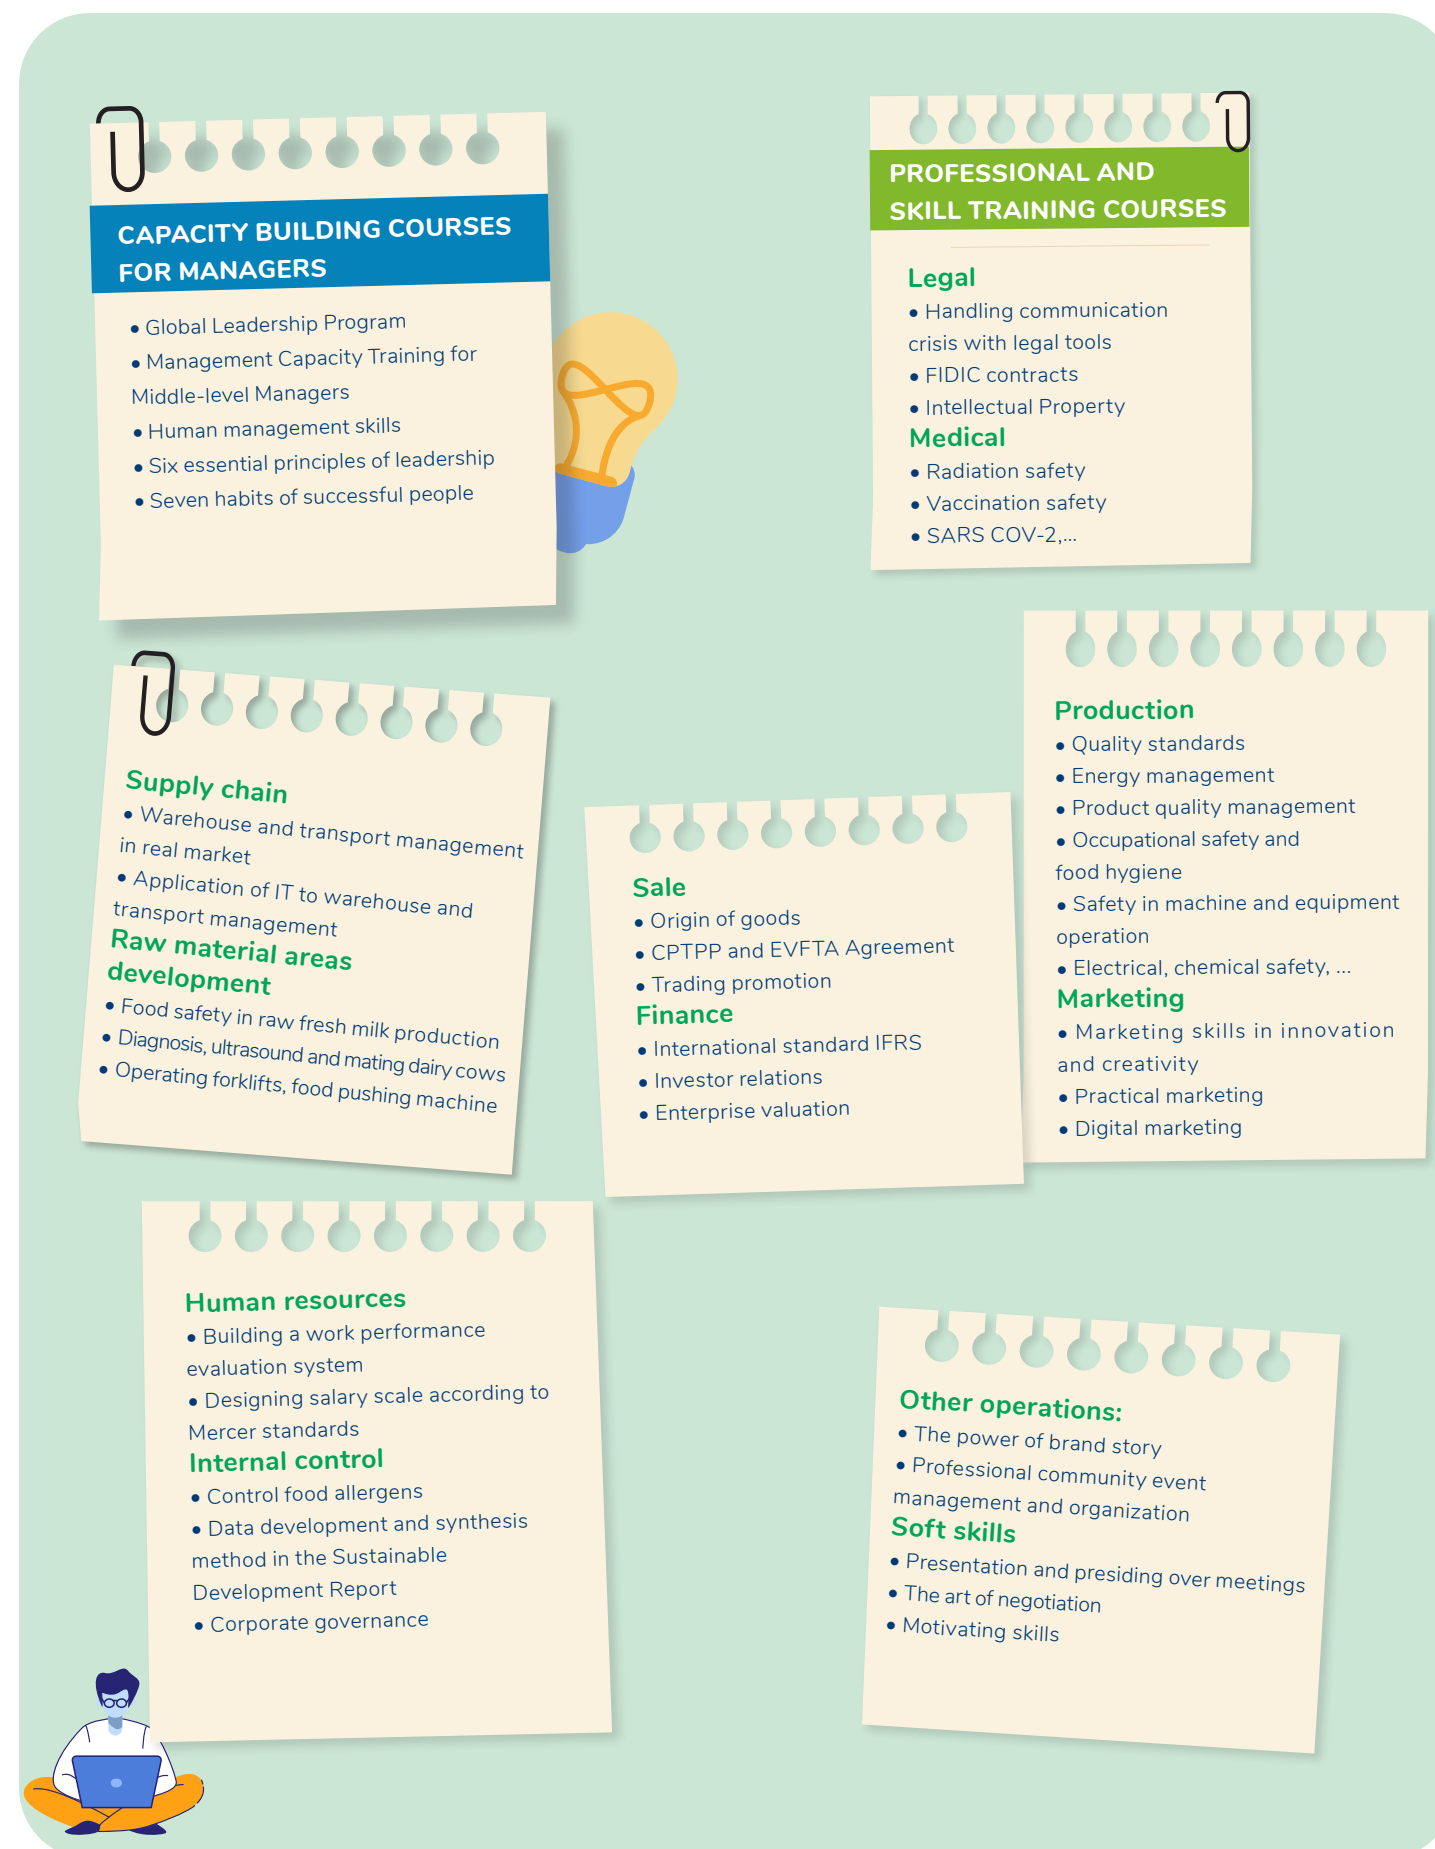 CAPACITY BUILDING COURSES
FOR MANAGERS
• Global Leadership Program
• Management Capacity Training for
Middle-level Managers
• Human management skills
• Six essential principles of leadership
• Seven habits of successful people
PROFESSIONAL AND
SKILL TRAINING COURSES
Legal
• Handling communication
crisis with legal tools
• FIDIC contracts
• Intellectual Property
Medical
• Radiation safety
• Vaccination safety
• SARS COV-2,...
Supply chain
• Warehouse and transport management
in real market
• Application of IT to warehouse and
transport management
Raw material areas
development
• Food safety in raw fresh milk production
• Diagnosis, ultrasound and mating dairy cows
• Operating forklifts, food pushing machine
Sale
• Origin of goods
• CPTPP and EVFTA Agreement
• Trading promotion
Finance
• International standard IFRS
• Investor relations
• Enterprise valuation
Production
• Quality standards
• Energy management
• Product quality management
• Occupational safety and
food hygiene
• Safety in machine and equipment
operation
• Electrical, chemical safety, ...
Marketing
• Marketing skills in innovation
and creativity
• Practical marketing
• Digital marketing
Human resources
• Building a work performance
evaluation system
• Designing salary scale according to
Mercer standards
Internal control
• Control food allergens
• Data development and synthesis
method in the Sustainable
Development Report
• Corporate governance
Other operations:
• The power of brand story
• Professional community event
management and organization
Soft skills
• Presentation and presiding over meetings
• The art of negotiation
• Motivating skills